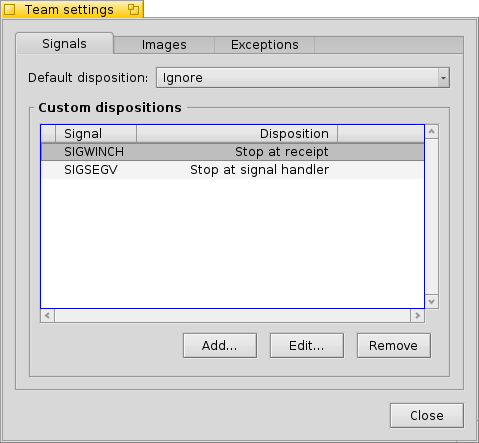 Team settings
Signals Images Exceptions
Default disposition: Ignore
Custom dispositions
Signal Disposition
SIGWINCH Stop at receipt
SIGSEGV Stop at signal handler
Add... Edit... Remove
Close